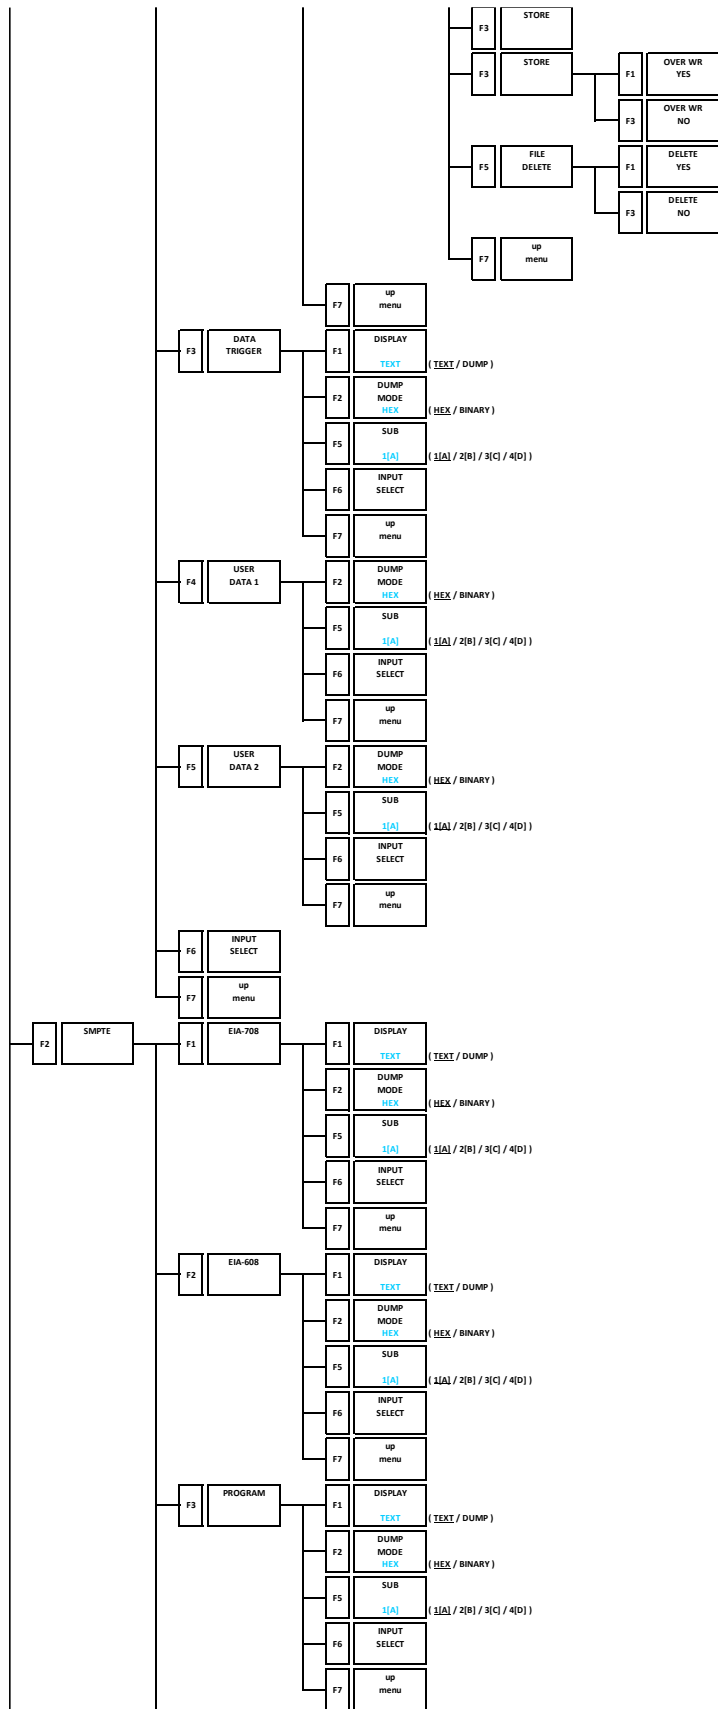 F3
STORE
F3
STORE
F1
OVER WR
YES
F3
OVER WR
NO
F5
FILE
DELETE
F1
DELETE
YES
F3
DELETE
NO
F7
up
menu
F7
up
menu
F3
DATA
TRIGGER
F1
DISPLAY
TEXT
( TEXT / DUMP )
F2
DUMP
MODE
HEX
( HEX / BINARY )
F5
SUB
1[A]
( 1[A] / 2[B] / 3[C] / 4[D] )
F6
INPUT
SELECT
F7
up
menu
F4
USER
DATA 1
F2
DUMP
MODE
HEX
( HEX / BINARY )
F5
SUB
1[A]
( 1[A] / 2[B] / 3[C] / 4[D] )
F6
INPUT
SELECT
F7
up
menu
F5
USER
DATA 2
F2
DUMP
MODE
HEX
( HEX / BINARY )
F5
SUB
1[A]
( 1[A] / 2[B] / 3[C] / 4[D] )
F6
INPUT
SELECT
F7
up
menu
F6
INPUT
SELECT
F7
up
menu
F2
SMPTE
F1
EIA-708
F1
DISPLAY
TEXT
( TEXT / DUMP )
F2
DUMP
MODE
HEX
( HEX / BINARY )
F5
SUB
1[A]
( 1[A] / 2[B] / 3[C] / 4[D] )
F6
INPUT
SELECT
F7
up
menu
F2
EIA-608
F1
DISPLAY
TEXT
( TEXT / DUMP )
F2
DUMP
MODE
HEX
( HEX / BINARY )
F5
SUB
1[A]
( 1[A] / 2[B] / 3[C] / 4[D] )
F6
INPUT
SELECT
F7
up
menu
F3
PROGRAM
F1
DISPLAY
TEXT
( TEXT / DUMP )
F2
DUMP
MODE
HEX
( HEX / BINARY )
F5
SUB
1[A]
( 1[A] / 2[B] / 3[C] / 4[D] )
F6
INPUT
SELECT
F7
up
menu